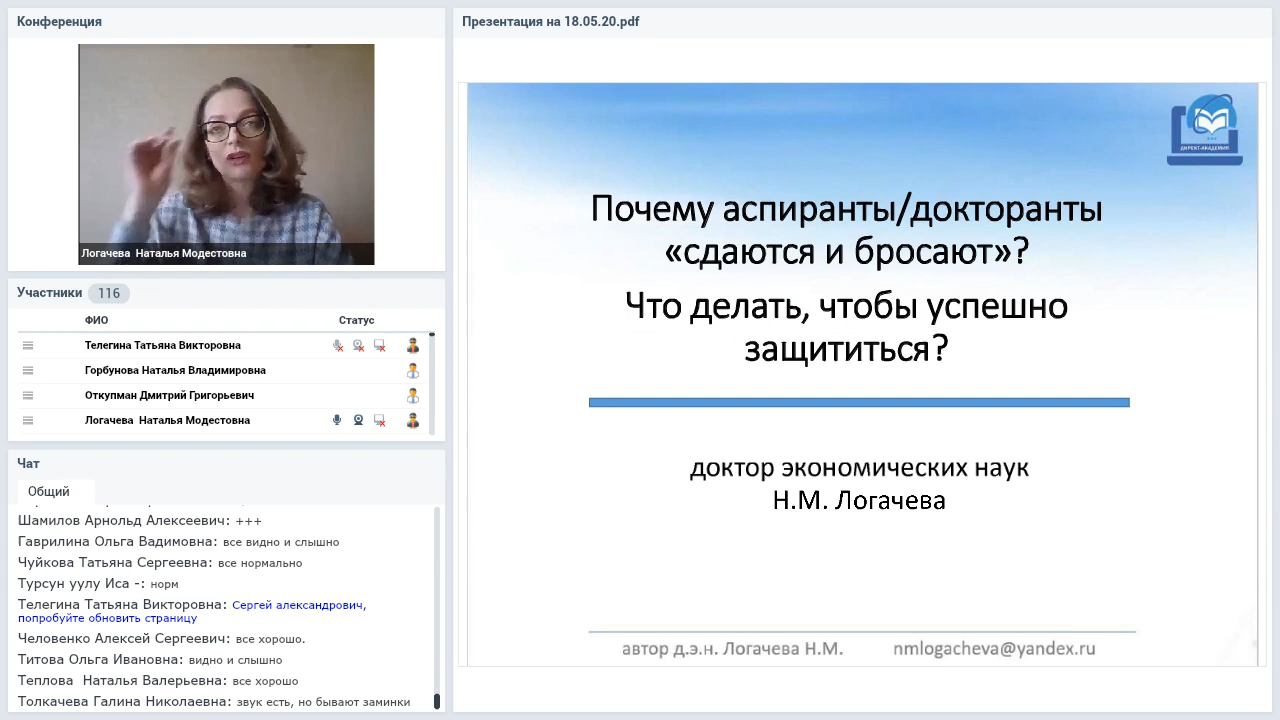 Конференция
Логачева  Наталья Модестовна
Участники 116
ФИО Статус
Телегина Татьяна Викторовна
Горбунова Наталья Владимировна
Откупман Дмитрий Григорьевич
Логачева  Наталья Модестовна
Чат
Общий
Шамилов Арнольд Алексеевич: +++
Гаврилина Ольга Вадимовна: все видно и слышно
Чуйкова Татьяна Сергеевна: все нормально
Турсун уулу Иса -: норм
Телегина Татьяна Викторовна: Сергей александрович,
попробуйте обновить страницу
Человенко Алексей Сергеевич: все хорошо.
Титова Ольга Ивановна: видно и слышно
Теплова  Наталья Валерьевна: все хорошо
Толкачева Галина Николаевна: звук есть, но бывают заминки
Презентация на 18.05.20.pdf
ДИРЕКТ-АКАДЕМИЯ
Почему аспиранты/докторанты
«сдаются и бросают»?
Что делать, чтобы успешно
защититься?
доктор экономических наук
Н.М. Логачева
автор д.э.н. Логачева Н.М. nmlogacheva@yandex.ru